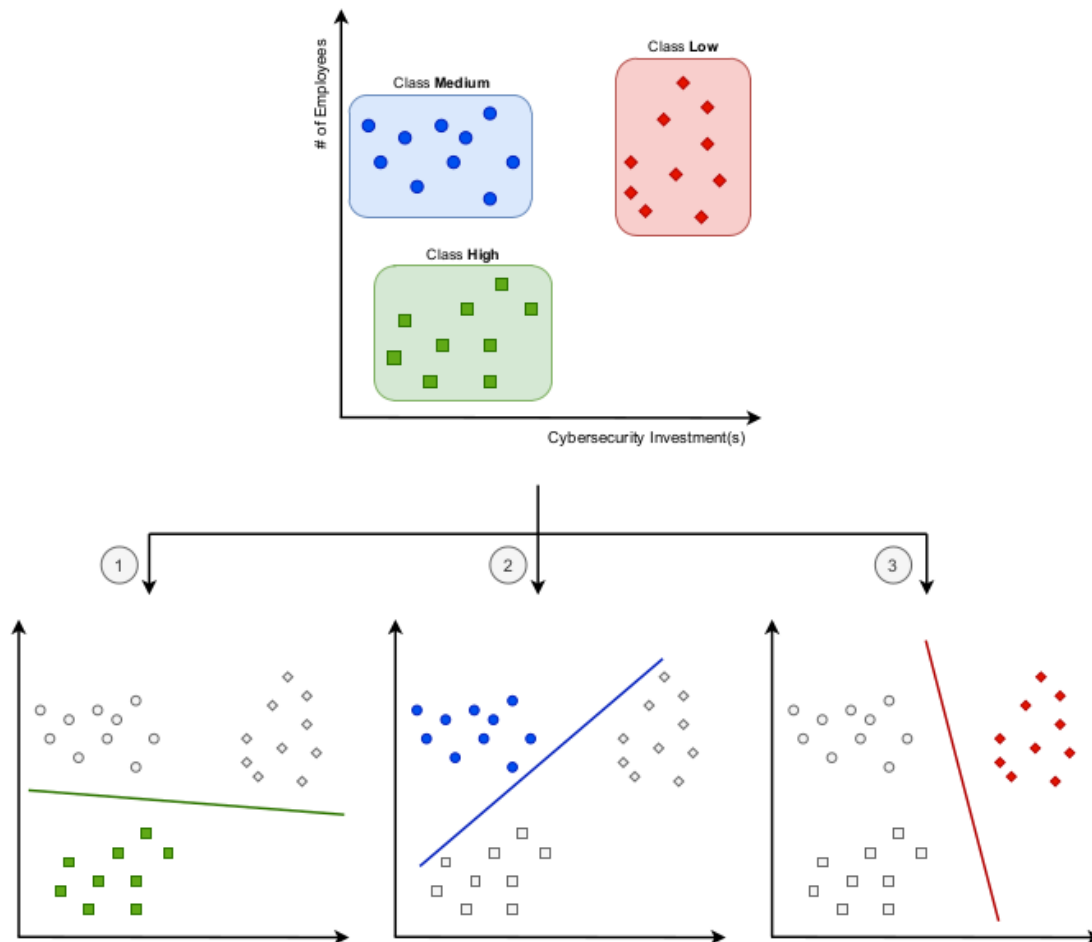 Class Low
Class Medium
# of Employees
Class High
Cybersecurity Investment(s)
1
2
3